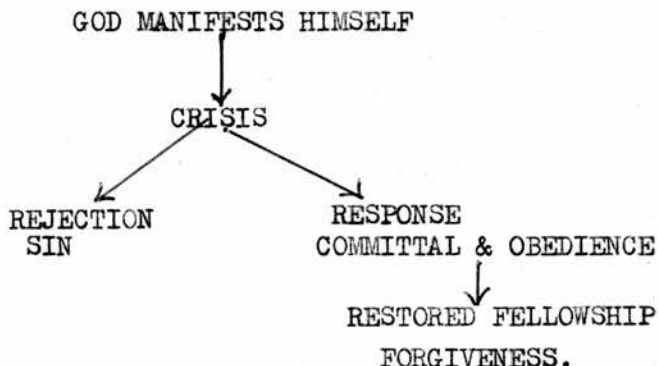 GOD MANIFESTS HIMSELF
CRISIS
REJECTION
SIN
RESPONSE
COMMITTAL & OBEDIENCE
RESTORED FELLOWSHIP
FORGIVENESS.